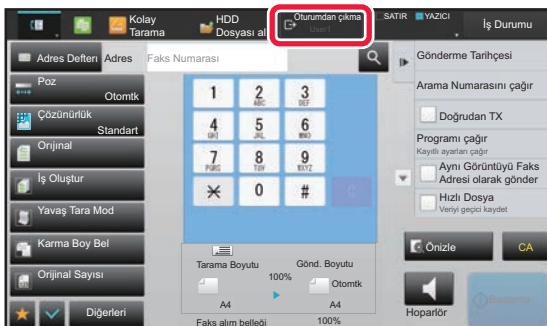 Kolay
Tarama
HDD
Dosyası al
Oturumdan çıkma
User1
SATIR
YAZICI
İş Durumu
Adres Defteri
Adres
Faks Numarası
Gönderme Tarihçesi
Poz
Otomtk
Arama Numarasını çağır
Çözünürlük
Standart
Doğrudan TX
Orijinal
Programı çağır
Kayıtlı ayarları çağır
İş Oluştur
Aynı Görüntüyü Faks
Adresi olarak gönder
Yavaş Tara Mod
Hızlı Dosya
Veriyi geçici kaydet
Karma Boy Bel
Orijinal Sayısı
Diğerleri
1
2
ABC
3
DEF
4
GHI
5
JKL
6
MNO
7
PQRS
8
TUV
9
WXYZ
0
#
C
Tarama Boyutu
100%
Gönd. Boyutu
Otomtk
A4
A4
Faks alım belleği
100%
Önizle
CA
Hoparlör